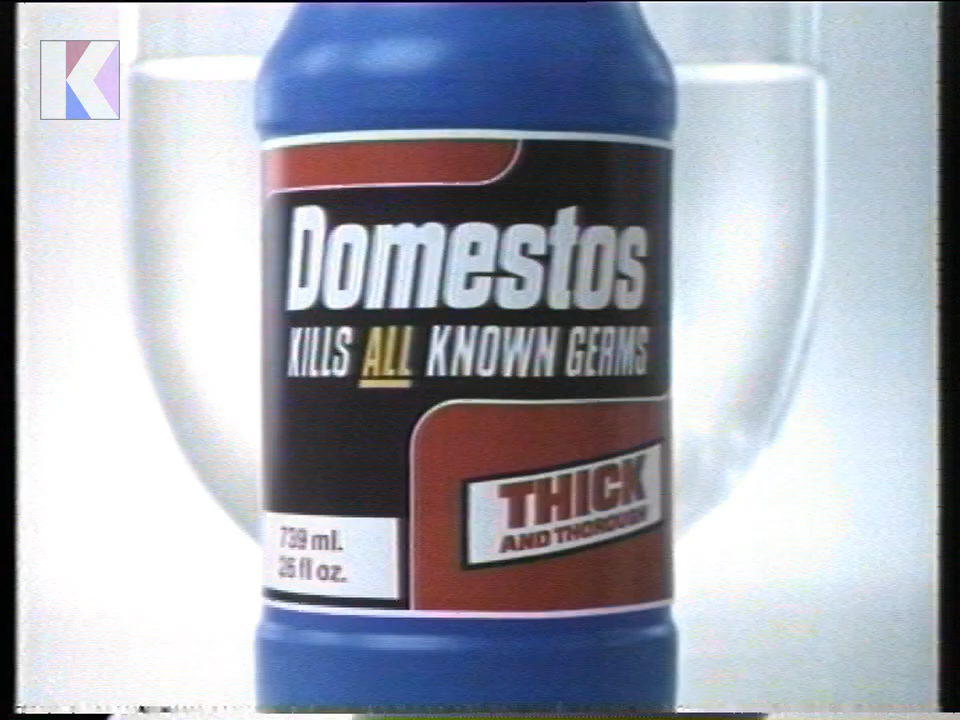 K
Domestos
KILLS ALL KNOWN GERMS
THICK
AND THOROUGH
739 ml.
26 fl oz.